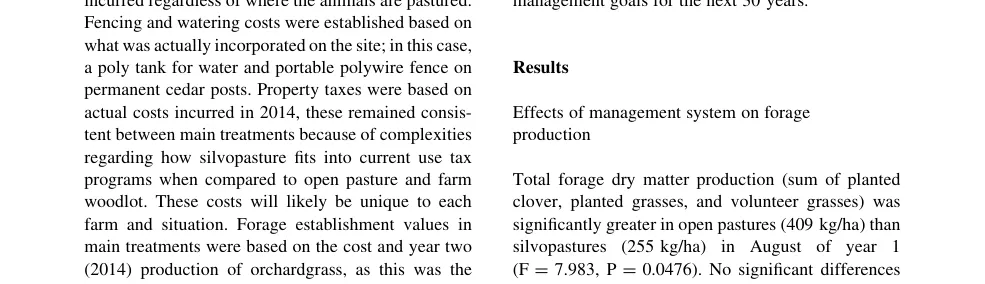 incurred regardless of where the animals are pastured.
Fencing and watering costs were established based on
what was actually incorporated on the site; in this case,
a poly tank for water and portable polywire fence on
permanent cedar posts. Property taxes were based on
actual costs incurred in 2014, these remained consis-
tent between main treatments because of complexities
regarding how silvopasture fits into current use tax
programs when compared to open pasture and farm
woodlot. These costs will likely be unique to each
farm and situation. Forage establishment values in
main treatments were based on the cost and year two
(2014) production of orchardgrass, as this was the
management goals for the next 30 years.
Results
Effects of management system on forage
production
Total forage dry matter production (sum of planted
clover, planted grasses, and volunteer grasses) was
significantly greater in open pastures (409 kg/ha) than
silvopastures (255 kg/ha) in August of year 1
(F = 7.983, P = 0.0476). No significant differences